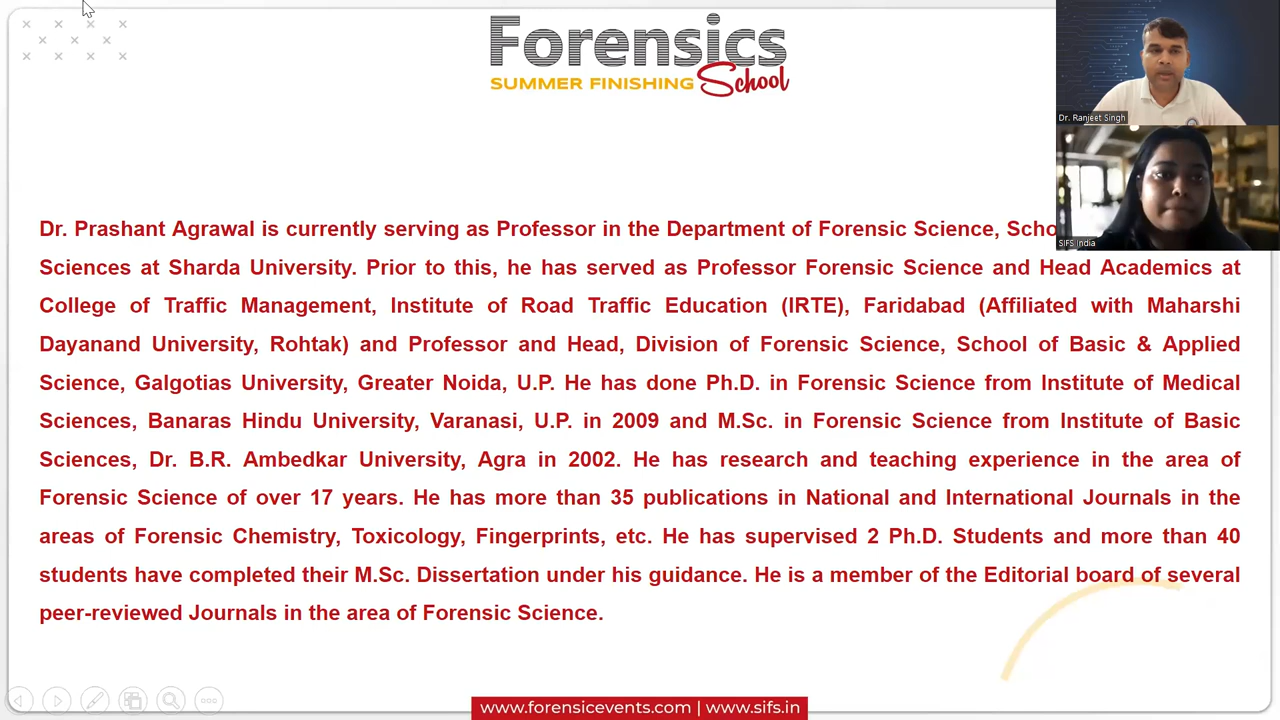 Forensics
SUMMER FINISHING School
Dr. Ranjeet Singh
SIFS India
Dr. Prashant Agrawal is currently serving as Professor in the Department of Forensic Science,
Sciences at Sharda University. Prior to this, he has served as Professor Forensic Science and Head Academics at
College of Traffic Management, Institute of Road Traffic Education (IRTE), Faridabad (Affiliated with Maharshi
Dayanand University, Rohtak) and Professor and Head, Division of Forensic Science, School of Basic & Applied
Science, Galgotias University, Greater Noida, U.P. He has done Ph.D. in Forensic Science from Institute of Medical
Sciences, Banaras Hindu University, Varanasi, U.P. in 2009 and M.Sc. in Forensic Science from Institute of Basic
Sciences, Dr. B.R. Ambedkar University, Agra in 2002. He has research and teaching experience in the area of
Forensic Science of over 17 years. He has more than 35 publications in National and International Journals in the
areas of Forensic Chemistry, Toxicology, Fingerprints, etc. He has supervised 2 Ph.D. Students and more than 40
students have completed their M.Sc. Dissertation under his guidance. He is a member of the Editorial board of several
peer-reviewed Journals in the area of Forensic Science.
www.forensicevents.com | www.sifs.in